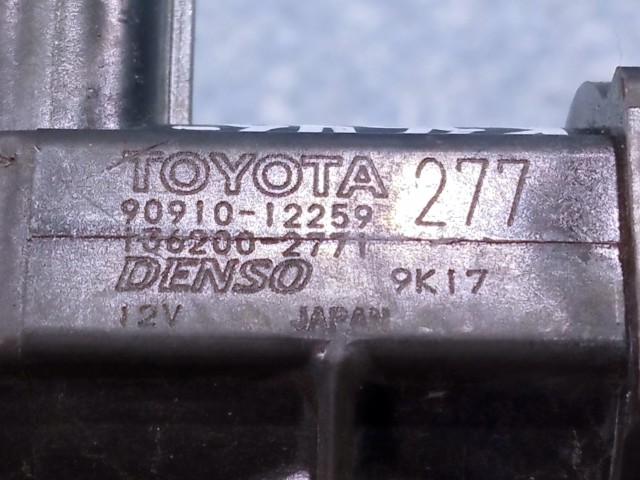 TOYOTA 277
90910-12259
136200-2771
DENSO 9K17
12V JAPAN